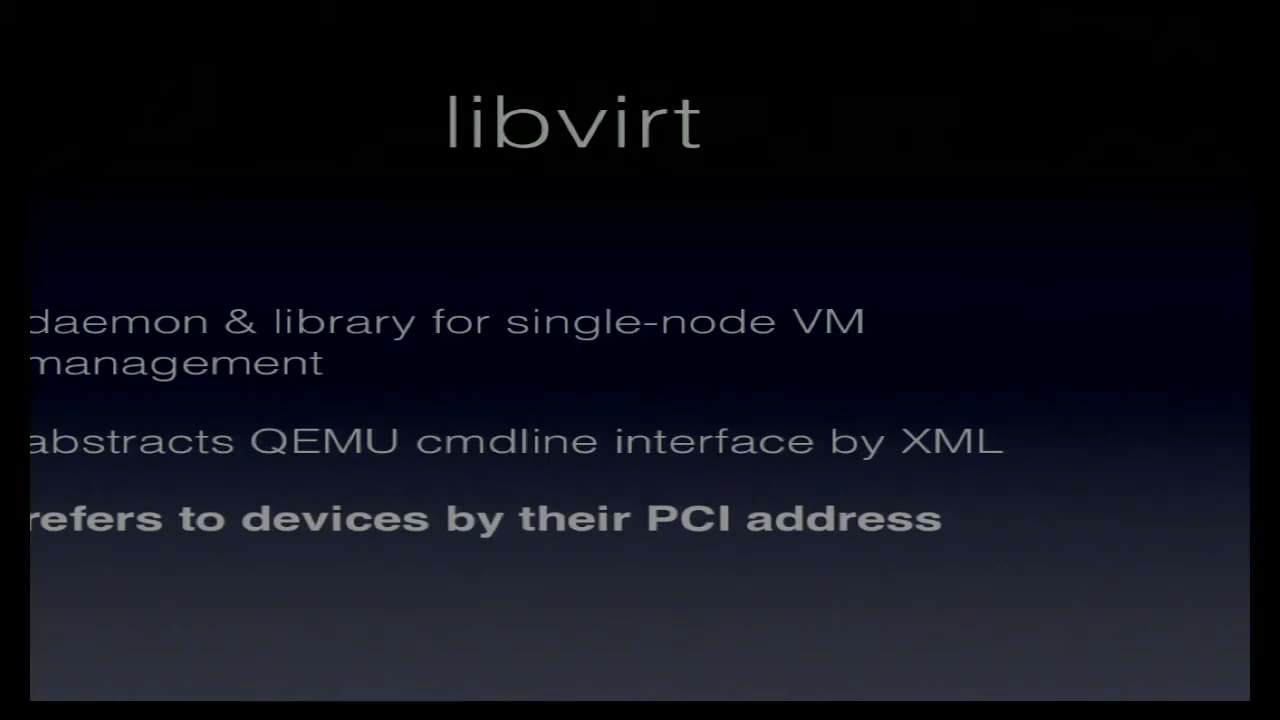 libvirt
daemon & library for single-node VM
management
abstracts QEMU cmdline interface by XML
refers to devices by their PCI address